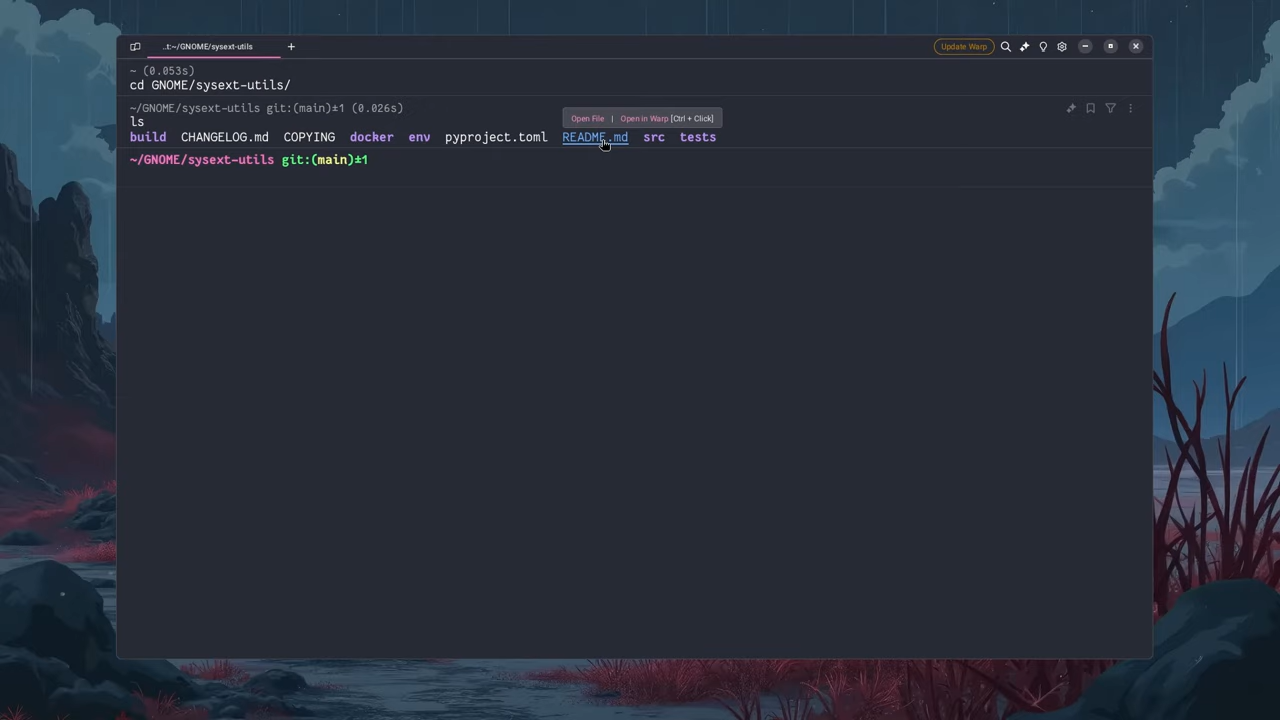 ..t:~/GNOME/sysext-utils
Update Warp
~ (0.053s)
cd GNOME/sysext-utils/
~/GNOME/sysext-utils git:(main)±1 (0.026s)
ls
Open File | Open in Warp [Ctrl + Click]
build CHANGELOG.md COPYING docker env pyproject.toml README.md src tests
~/GNOME/sysext-utils git:(main)±1